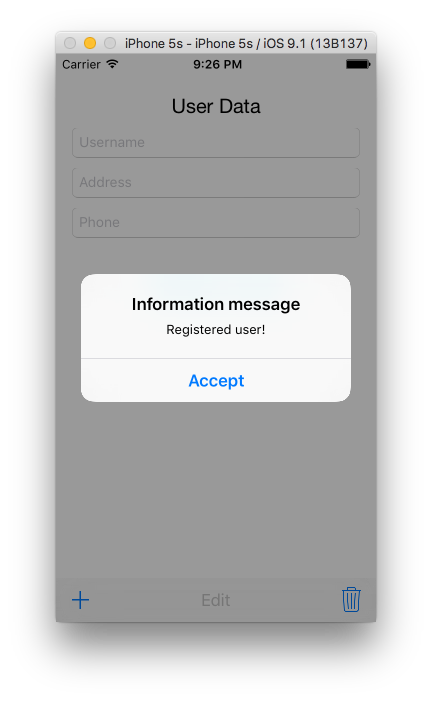 iPhone 5s - iPhone 5s / iOS 9.1 (13B137)
Carrier 9:26 PM
User Data
Username
Address
Phone
Information message
Registered user!
Accept
Edit